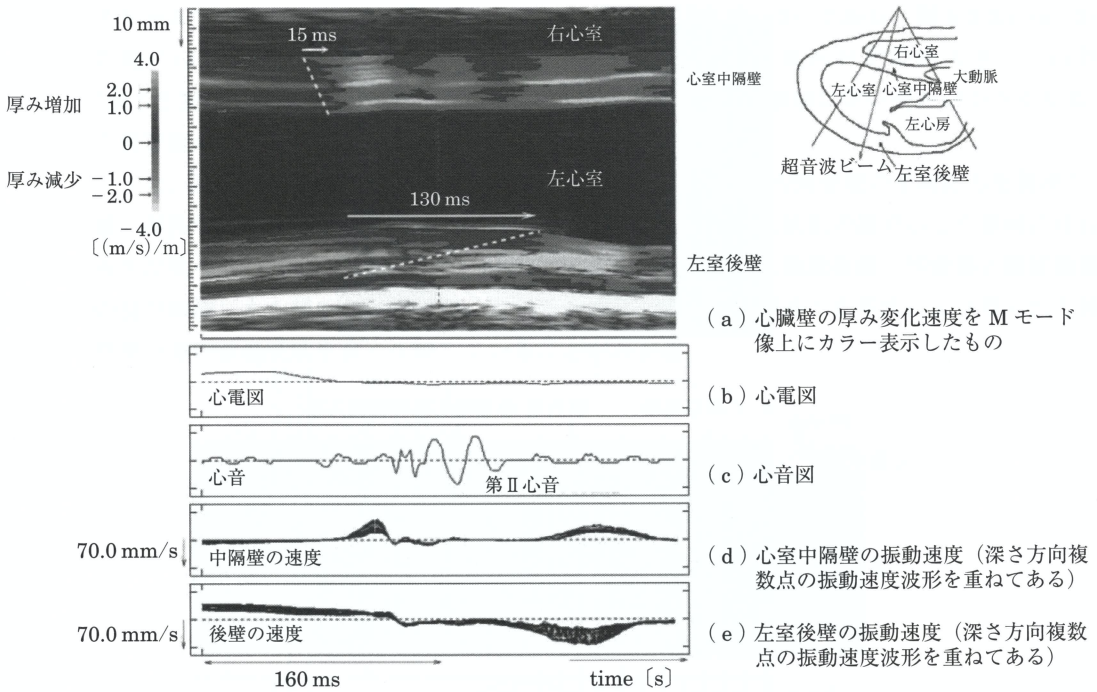 10 mm
4.0
2.0
1.0
0
−1.0
−2.0
−4.0
〔(m/s)/m〕
厚み増加
厚み減少
15 ms
右心室
左心室
130 ms
心室中隔壁
左室後壁
右心室
大動脈
左心室
心室中隔壁
左心房
超音波ビーム
左室後壁
(a)心臓壁の厚み変化速度を M モード
像上にカラー表示したもの
心電図
(b)心電図
心音
第Ⅱ心音
(c)心音図
70.0 mm/s
中隔壁の速度
(d)心室中隔壁の振動速度(深さ方向複
数点の振動速度波形を重ねてある)
70.0 mm/s
後壁の速度
(e)左室後壁の振動速度(深さ方向複数
点の振動速度波形を重ねてある)
160 ms
time〔s〕